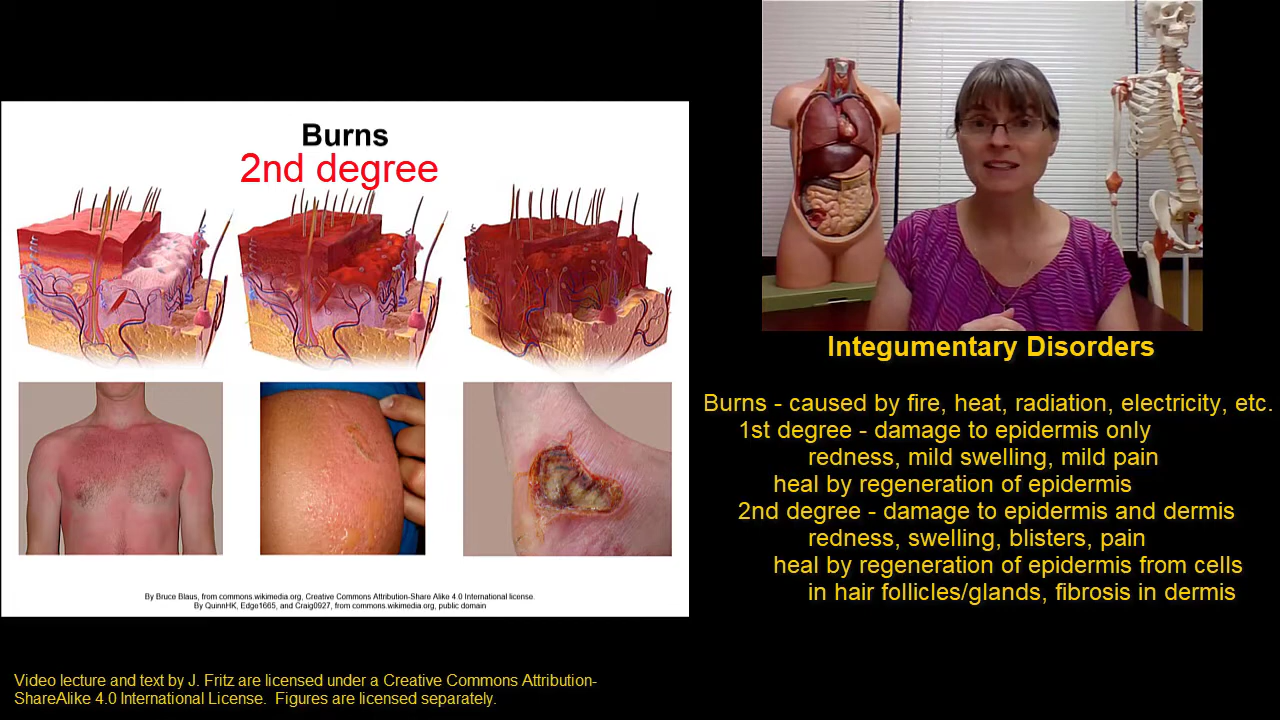 Burns
2nd degree
By Bruce Blaus, from commons.wikimedia.org, Creative Commons Attribution-Share Alike 4.0 International license.
By QuinnHK, Edge1665, and Craig0927, from commons.wikimedia.org, public domain
Integumentary Disorders
Burns - caused by fire, heat, radiation, electricity, etc.
1st degree - damage to epidermis only
redness, mild swelling, mild pain
heal by regeneration of epidermis
2nd degree - damage to epidermis and dermis
redness, swelling, blisters, pain
heal by regeneration of epidermis from cells
in hair follicles/glands, fibrosis in dermis
Video lecture and text by J. Fritz are licensed under a Creative Commons Attribution-
ShareAlike 4.0 International License.  Figures are licensed separately.